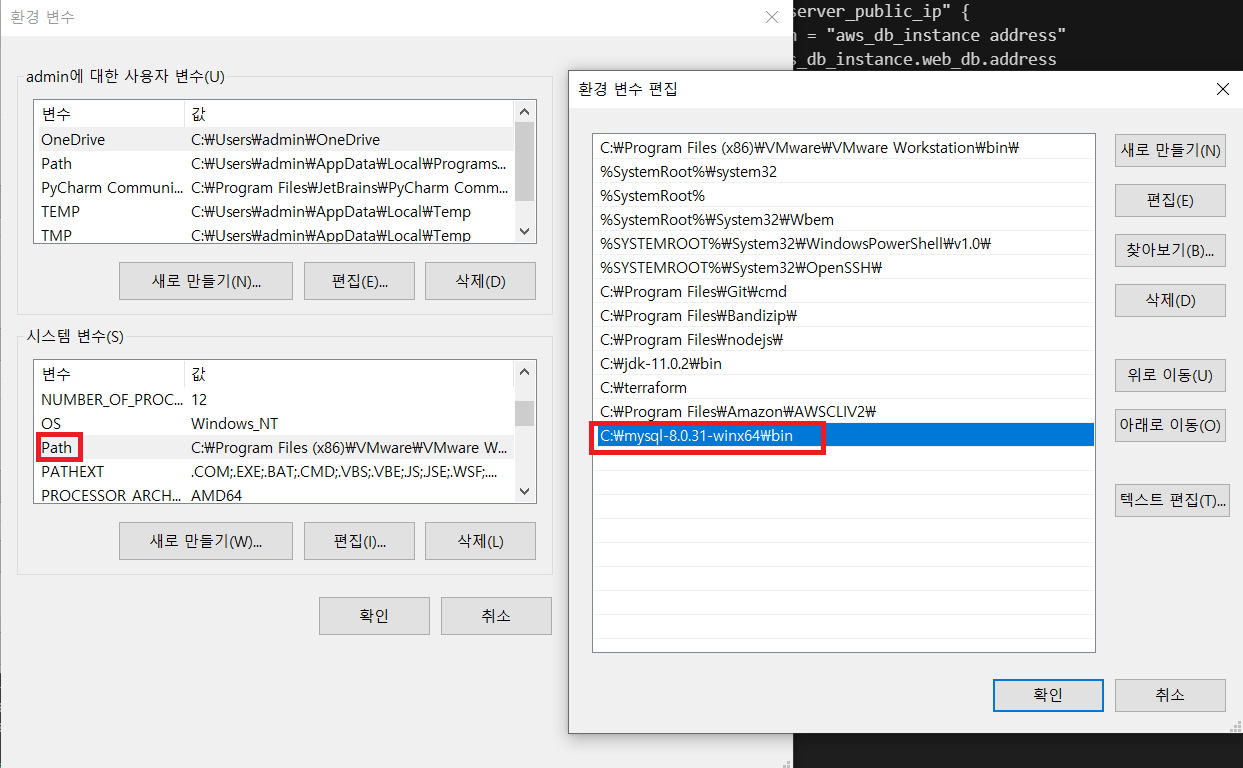 환경 변수
server_public_ip" {
= "aws_db_instance address"
_db_instance.web_db.address
admin에 대한 사용자 변수(U)
변수 값
OneDrive C:₩Users₩admin₩OneDrive
Path C:₩Users₩admin₩AppData₩Local₩Programs...
PyCharm Communi... C:₩Program Files₩JetBrains₩PyCharm Comm...
TEMP C:₩Users₩admin₩AppData₩Local₩Temp
TMP C:₩Users₩admin₩AppData₩Local₩Temp
새로 만들기(N)... 편집(E)... 삭제(D)
시스템 변수(S)
변수 값
NUMBER_OF_PROC... 12
OS Windows_NT
Path C:₩Program Files (x86)₩VMware₩VMware W...
PATHEXT .COM;.EXE;.BAT;.CMD;.VBS;.VBE;.JS;.JSE;.WSF;....
PROCESSOR_ARCH... AMD64
새로 만들기(W)... 편집(I)... 삭제(L)
확인 취소
환경 변수 편집
C:₩Program Files (x86)₩VMware₩VMware Workstation₩bin₩
%SystemRoot%₩system32
%SystemRoot%
%SystemRoot%₩System32₩Wbem
%SYSTEMROOT%₩System32₩WindowsPowerShell₩v1.0₩
%SYSTEMROOT%₩System32₩OpenSSH₩
C:₩Program Files₩Git₩cmd
C:₩Program Files₩Bandizip₩
C:₩Program Files₩nodejs₩
C:₩jdk-11.0.2₩bin
C:₩terraform
C:₩Program Files₩Amazon₩AWSCLIV2₩
C:₩mysql-8.0.31-winx64₩bin
새로 만들기(N)
편집(E)
찾아보기(B)...
삭제(D)
위로 이동(U)
아래로 이동(O)
텍스트 편집(T)...
확인 취소